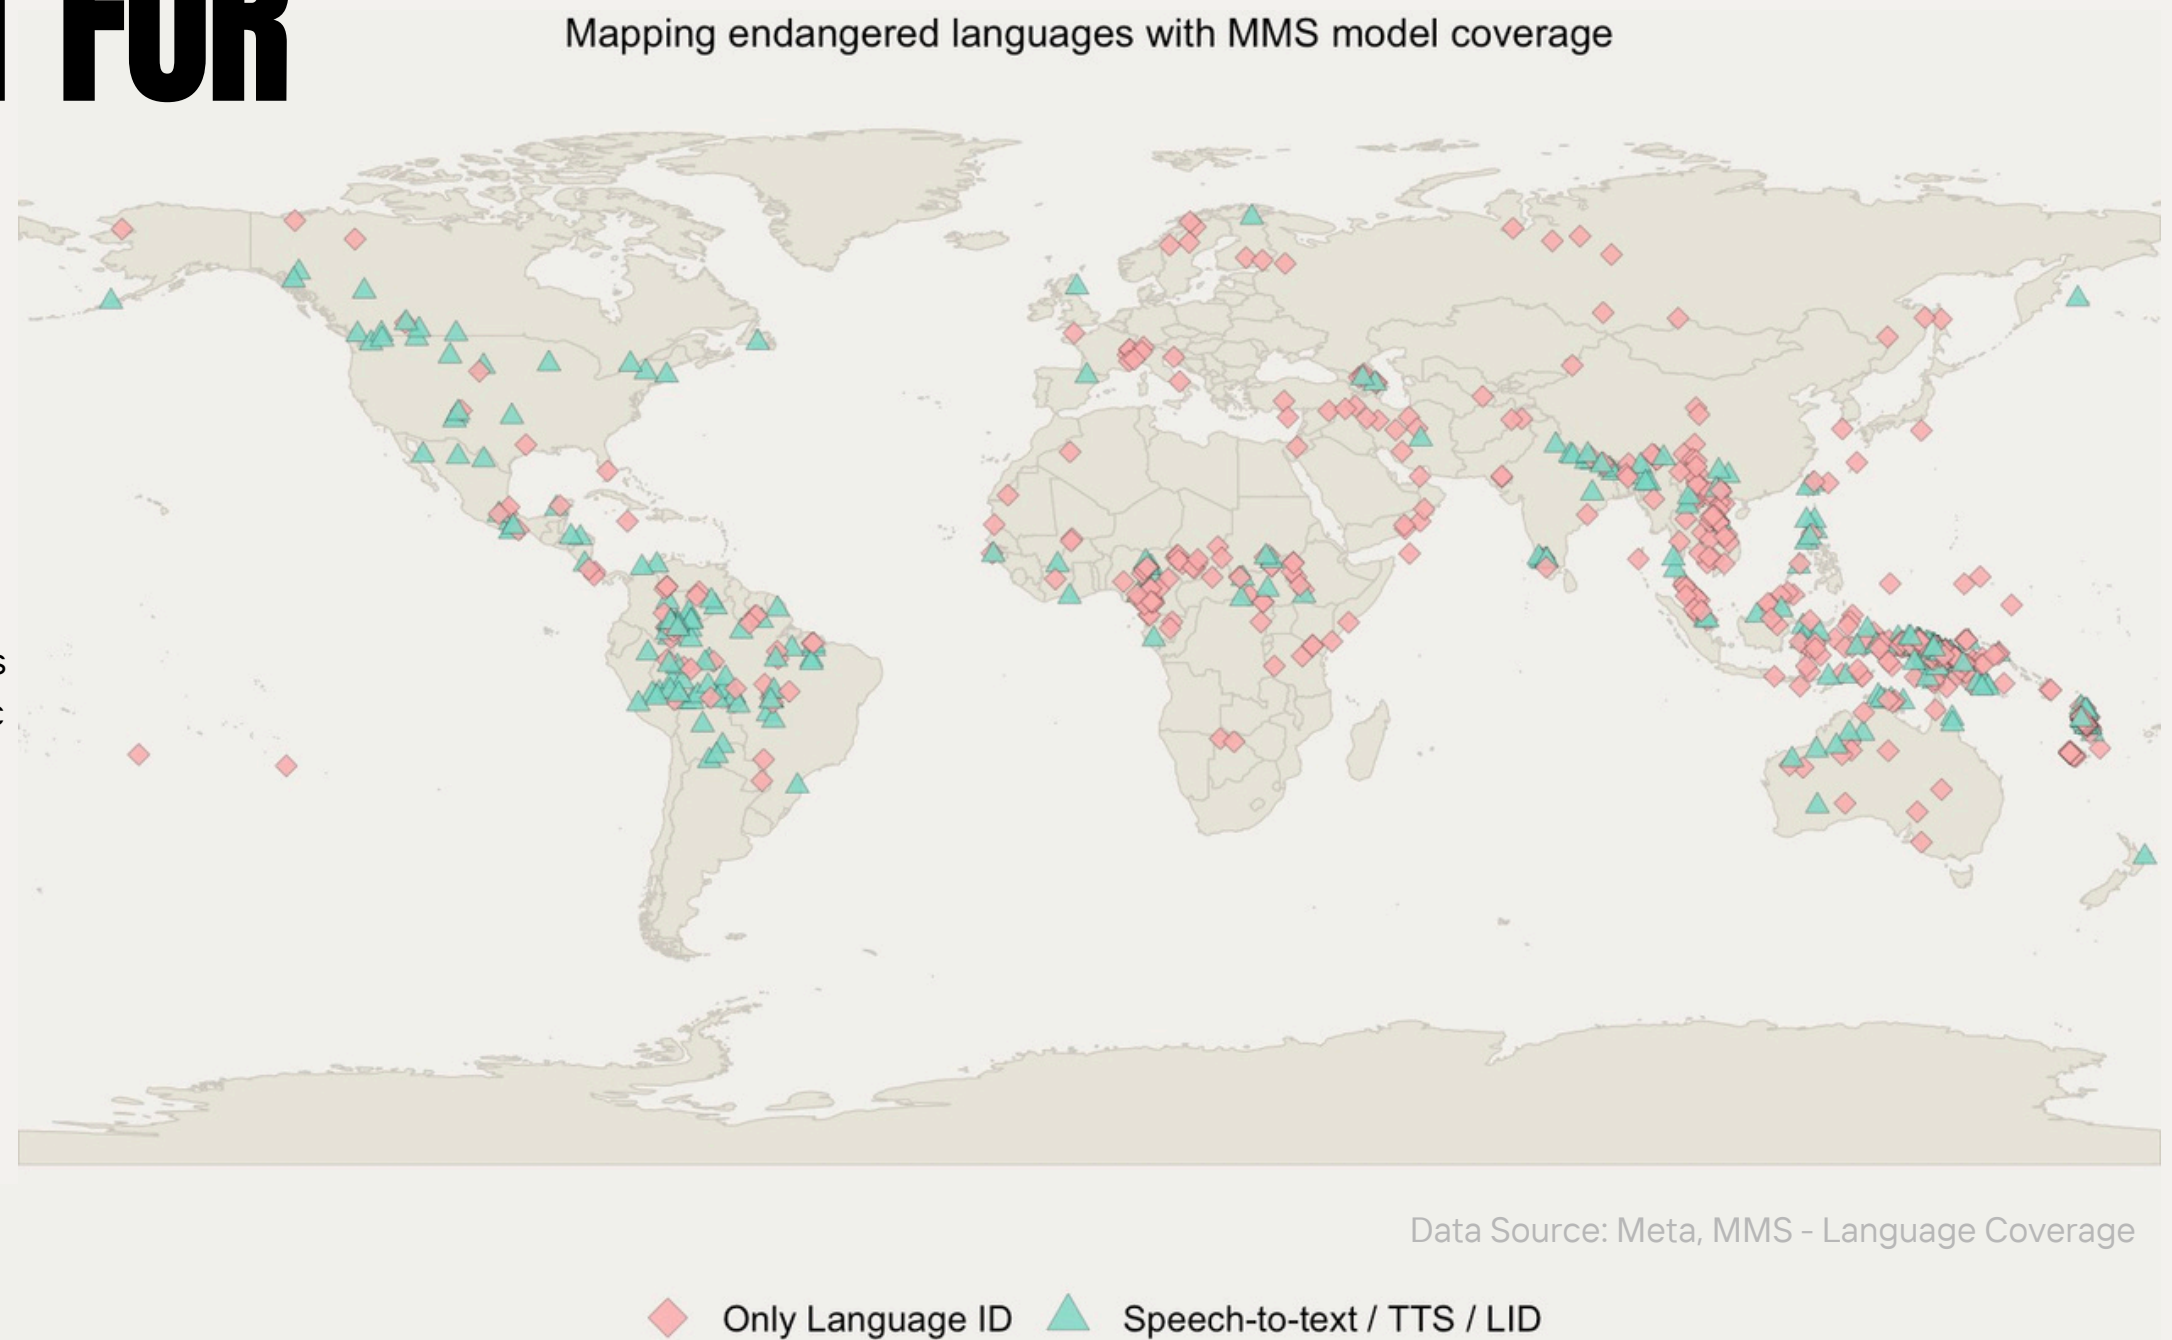 FOR
Mapping endangered languages with MMS model coverage
s
Data Source: Meta, MMS - Language Coverage
Only Language ID
Speech-to-text / TTS / LID